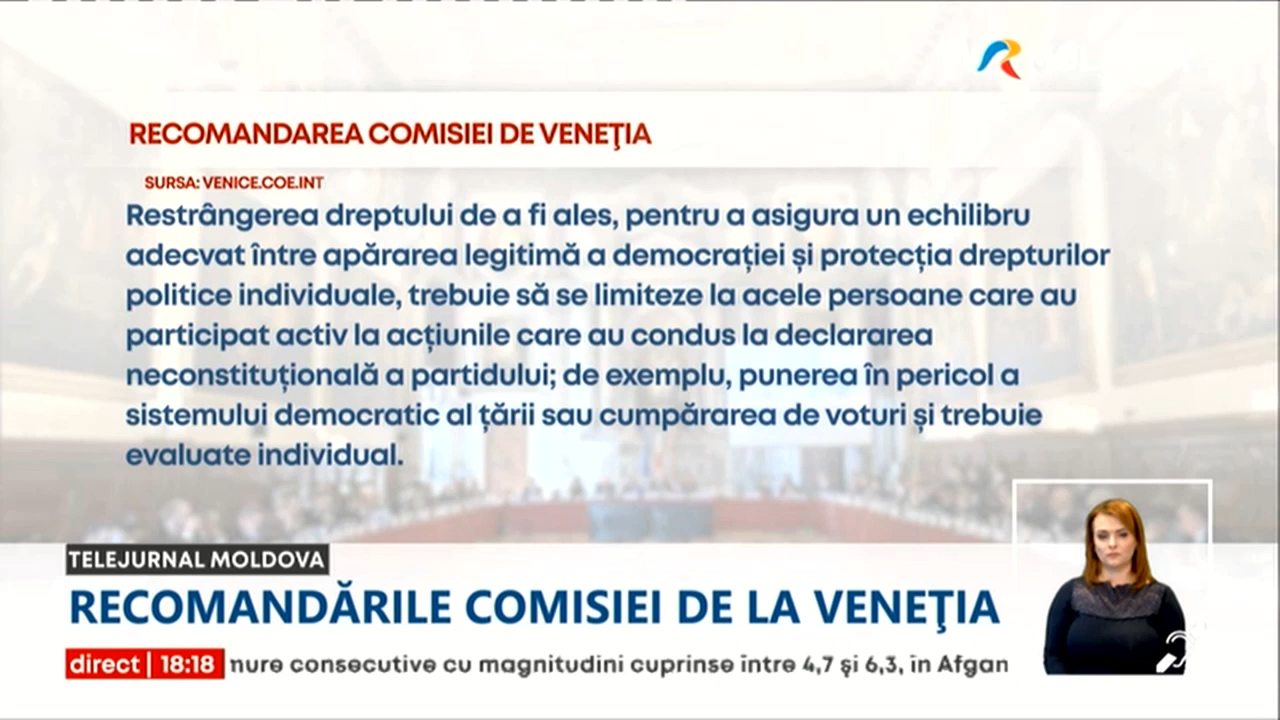 RECOMANDAREA COMISIEI DE VENEŢIA
SURSA: VENICE.COE.INT
Restrângerea dreptului de a fi ales, pentru a asigura un echilibru
adecvat între apărarea legitimă a democrației și protecția drepturilor
politice individuale, trebuie să se limiteze la acele persoane care au
participat activ la acțiunile care au condus la declararea
neconstituțională a partidului; de exemplu, punerea în pericol a
sistemului democratic al țării sau cumpărarea de voturi și trebuie
evaluate individual.
TELEJURNAL MOLDOVA
RECOMANDĂRILE COMISIEI DE LA VENEŢIA
direct | 18:18 nure consecutive cu magnitudini cuprinse între 4,7 şi 6,3, în Afgan